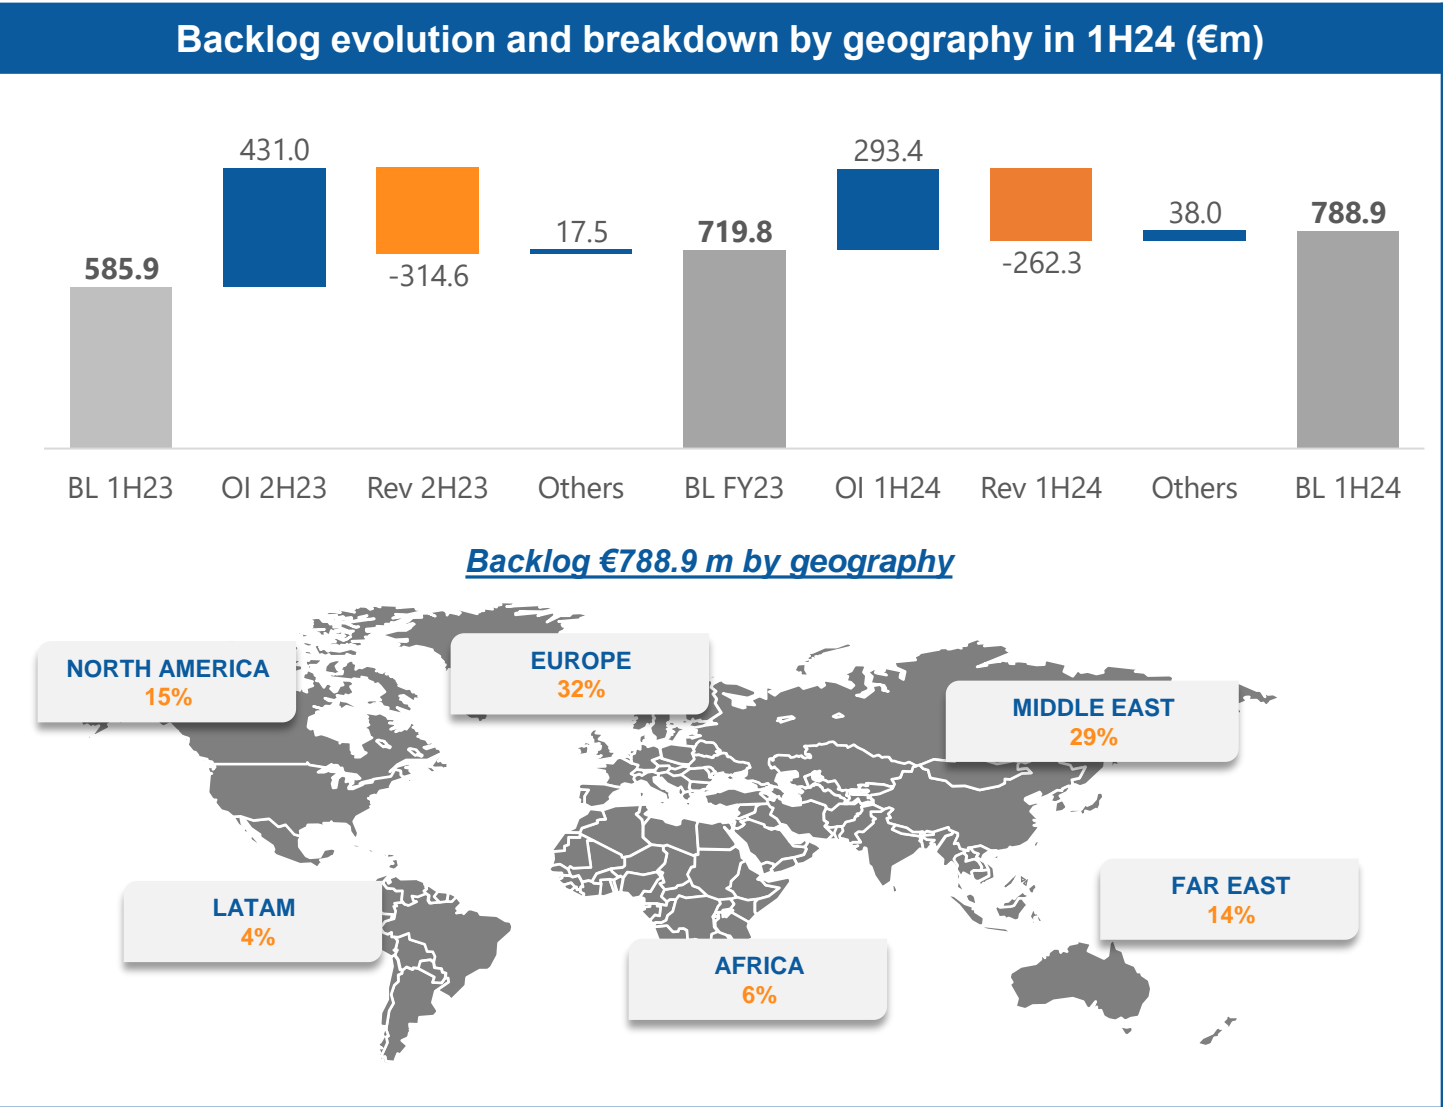 Backlog evolution and breakdown by geography in 1H24 (€m)
585.9
431.0
-314.6
17.5
719.8
293.4
-262.3
38.0
788.9
BL 1H23
OI 2H23
Rev 2H23
Others
BL FY23
OI 1H24
Rev 1H24
Others
BL 1H24
Backlog €788.9 m by geography
NORTH AMERICA
15%
EUROPE
32%
MIDDLE EAST
29%
LATAM
4%
AFRICA
6%
FAR EAST
14%